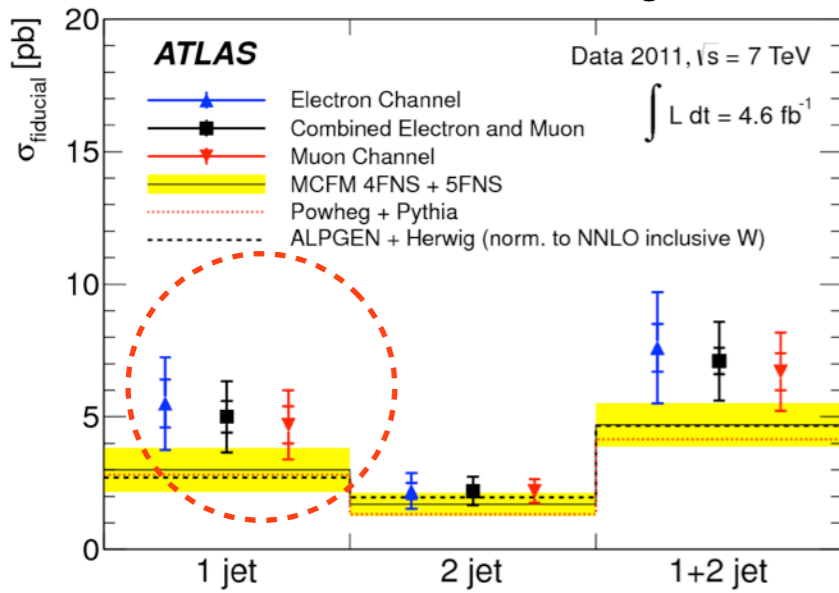 20
15
10
5
0
σfiducial [pb]
ATLAS
Data 2011, √s = 7 TeV
∫ L dt = 4.6 fb⁻¹
Electron Channel
Combined Electron and Muon
Muon Channel
MCFM 4FNS + 5FNS
Powheg + Pythia
ALPGEN + Herwig (norm. to NNLO inclusive W)
1 jet
2 jet
1+2 jet